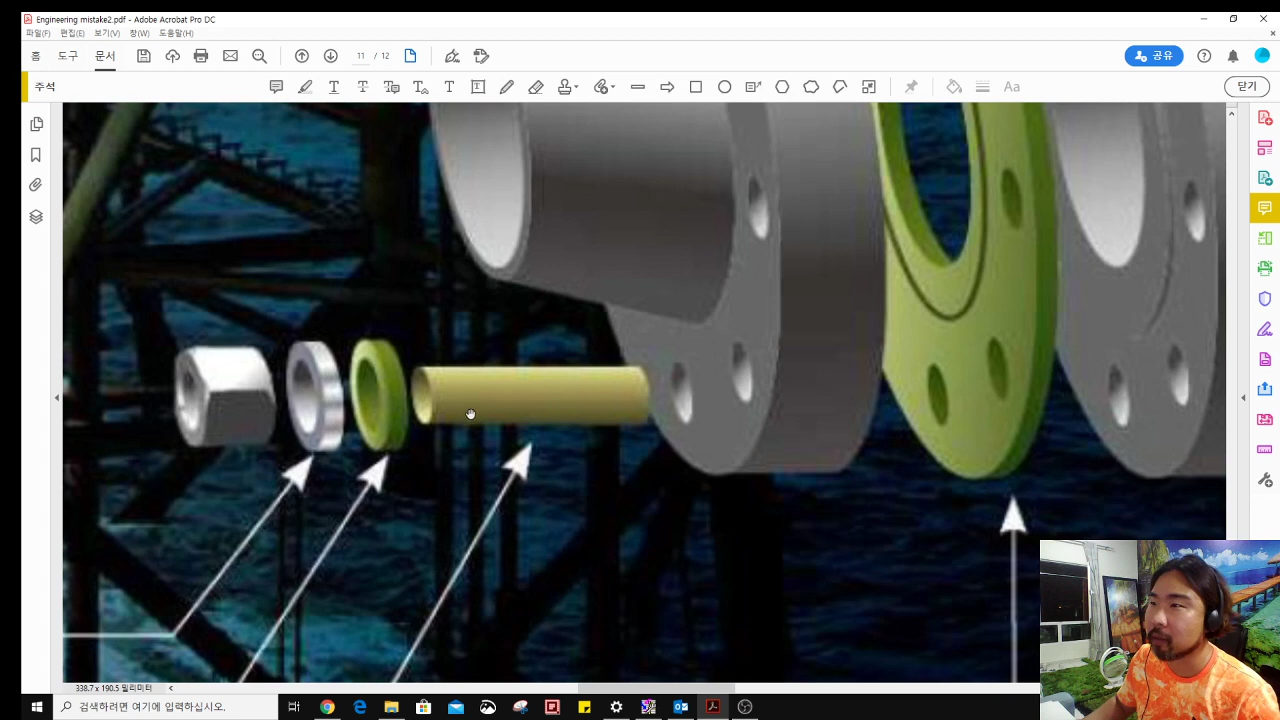 Engineering mistake2.pdf - Adobe Acrobat Pro DC
파일(F) 편집(E) 보기(V) 창(W) 도움말(H)
홈 도구 문서 11 / 12 공유
주석 Aa 닫기
338.7 x 190.5 밀리미터
검색하려면 여기에 입력하십시오.